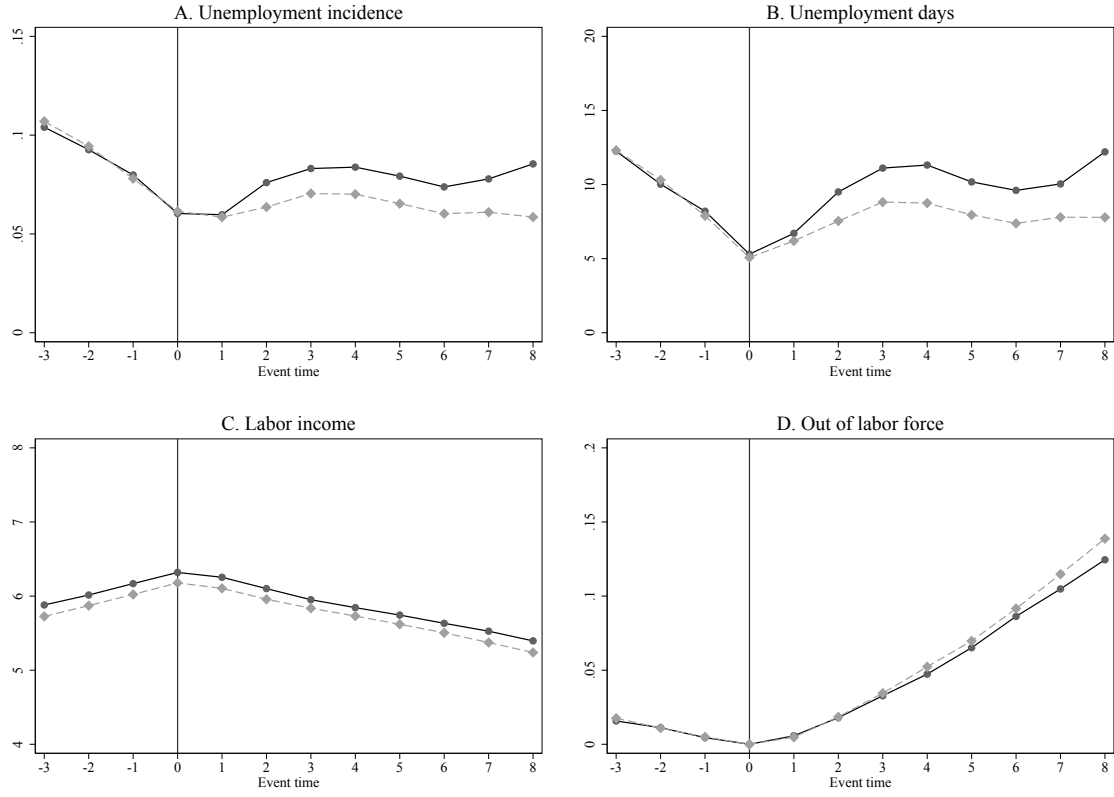 A. Unemployment incidence
.15
.1
.05
0
-3 -2 -1 0 1 2 3 4 5 6 7 8
Event time
B. Unemployment days
20
15
10
5
0
-3 -2 -1 0 1 2 3 4 5 6 7 8
Event time
C. Labor income
8
7
6
5
4
-3 -2 -1 0 1 2 3 4 5 6 7 8
Event time
D. Out of labor force
.2
.15
.1
.05
0
-3 -2 -1 0 1 2 3 4 5 6 7 8
Event time